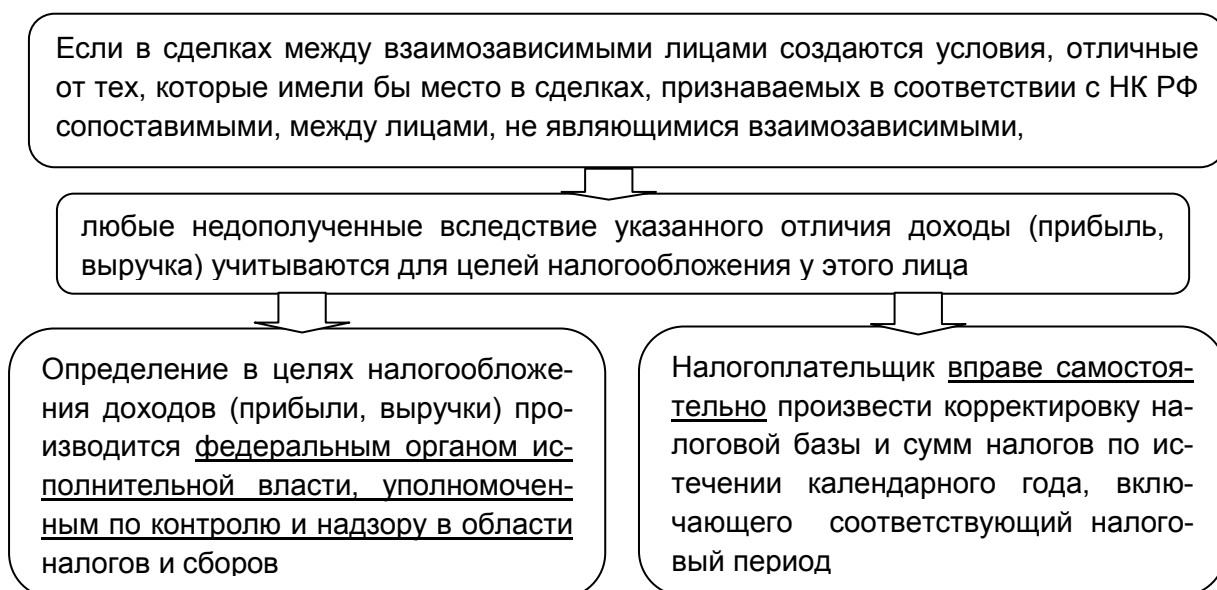 Если в сделках между взаимозависимыми лицами создаются условия, отличные
от тех, которые имели бы место в сделках, признаваемых в соответствии с НК РФ
сопоставимыми, между лицами, не являющимися взаимозависимыми,
любые недополученные вследствие указанного отличия доходы (прибыль,
выручка) учитываются для целей налогообложения у этого лица
Определение в целях налогообложе-
ния доходов (прибыли, выручки) про-
изводится федеральным органом ис-
полнительной власти, уполномочен-
ным по контролю и надзору в области
налогов и сборов
Налогоплательщик вправе самостоя-
тельно произвести корректировку на-
логовой базы и сумм налогов по ис-
течении календарного года, вклю-
чающего соответствующий налого-
вый период